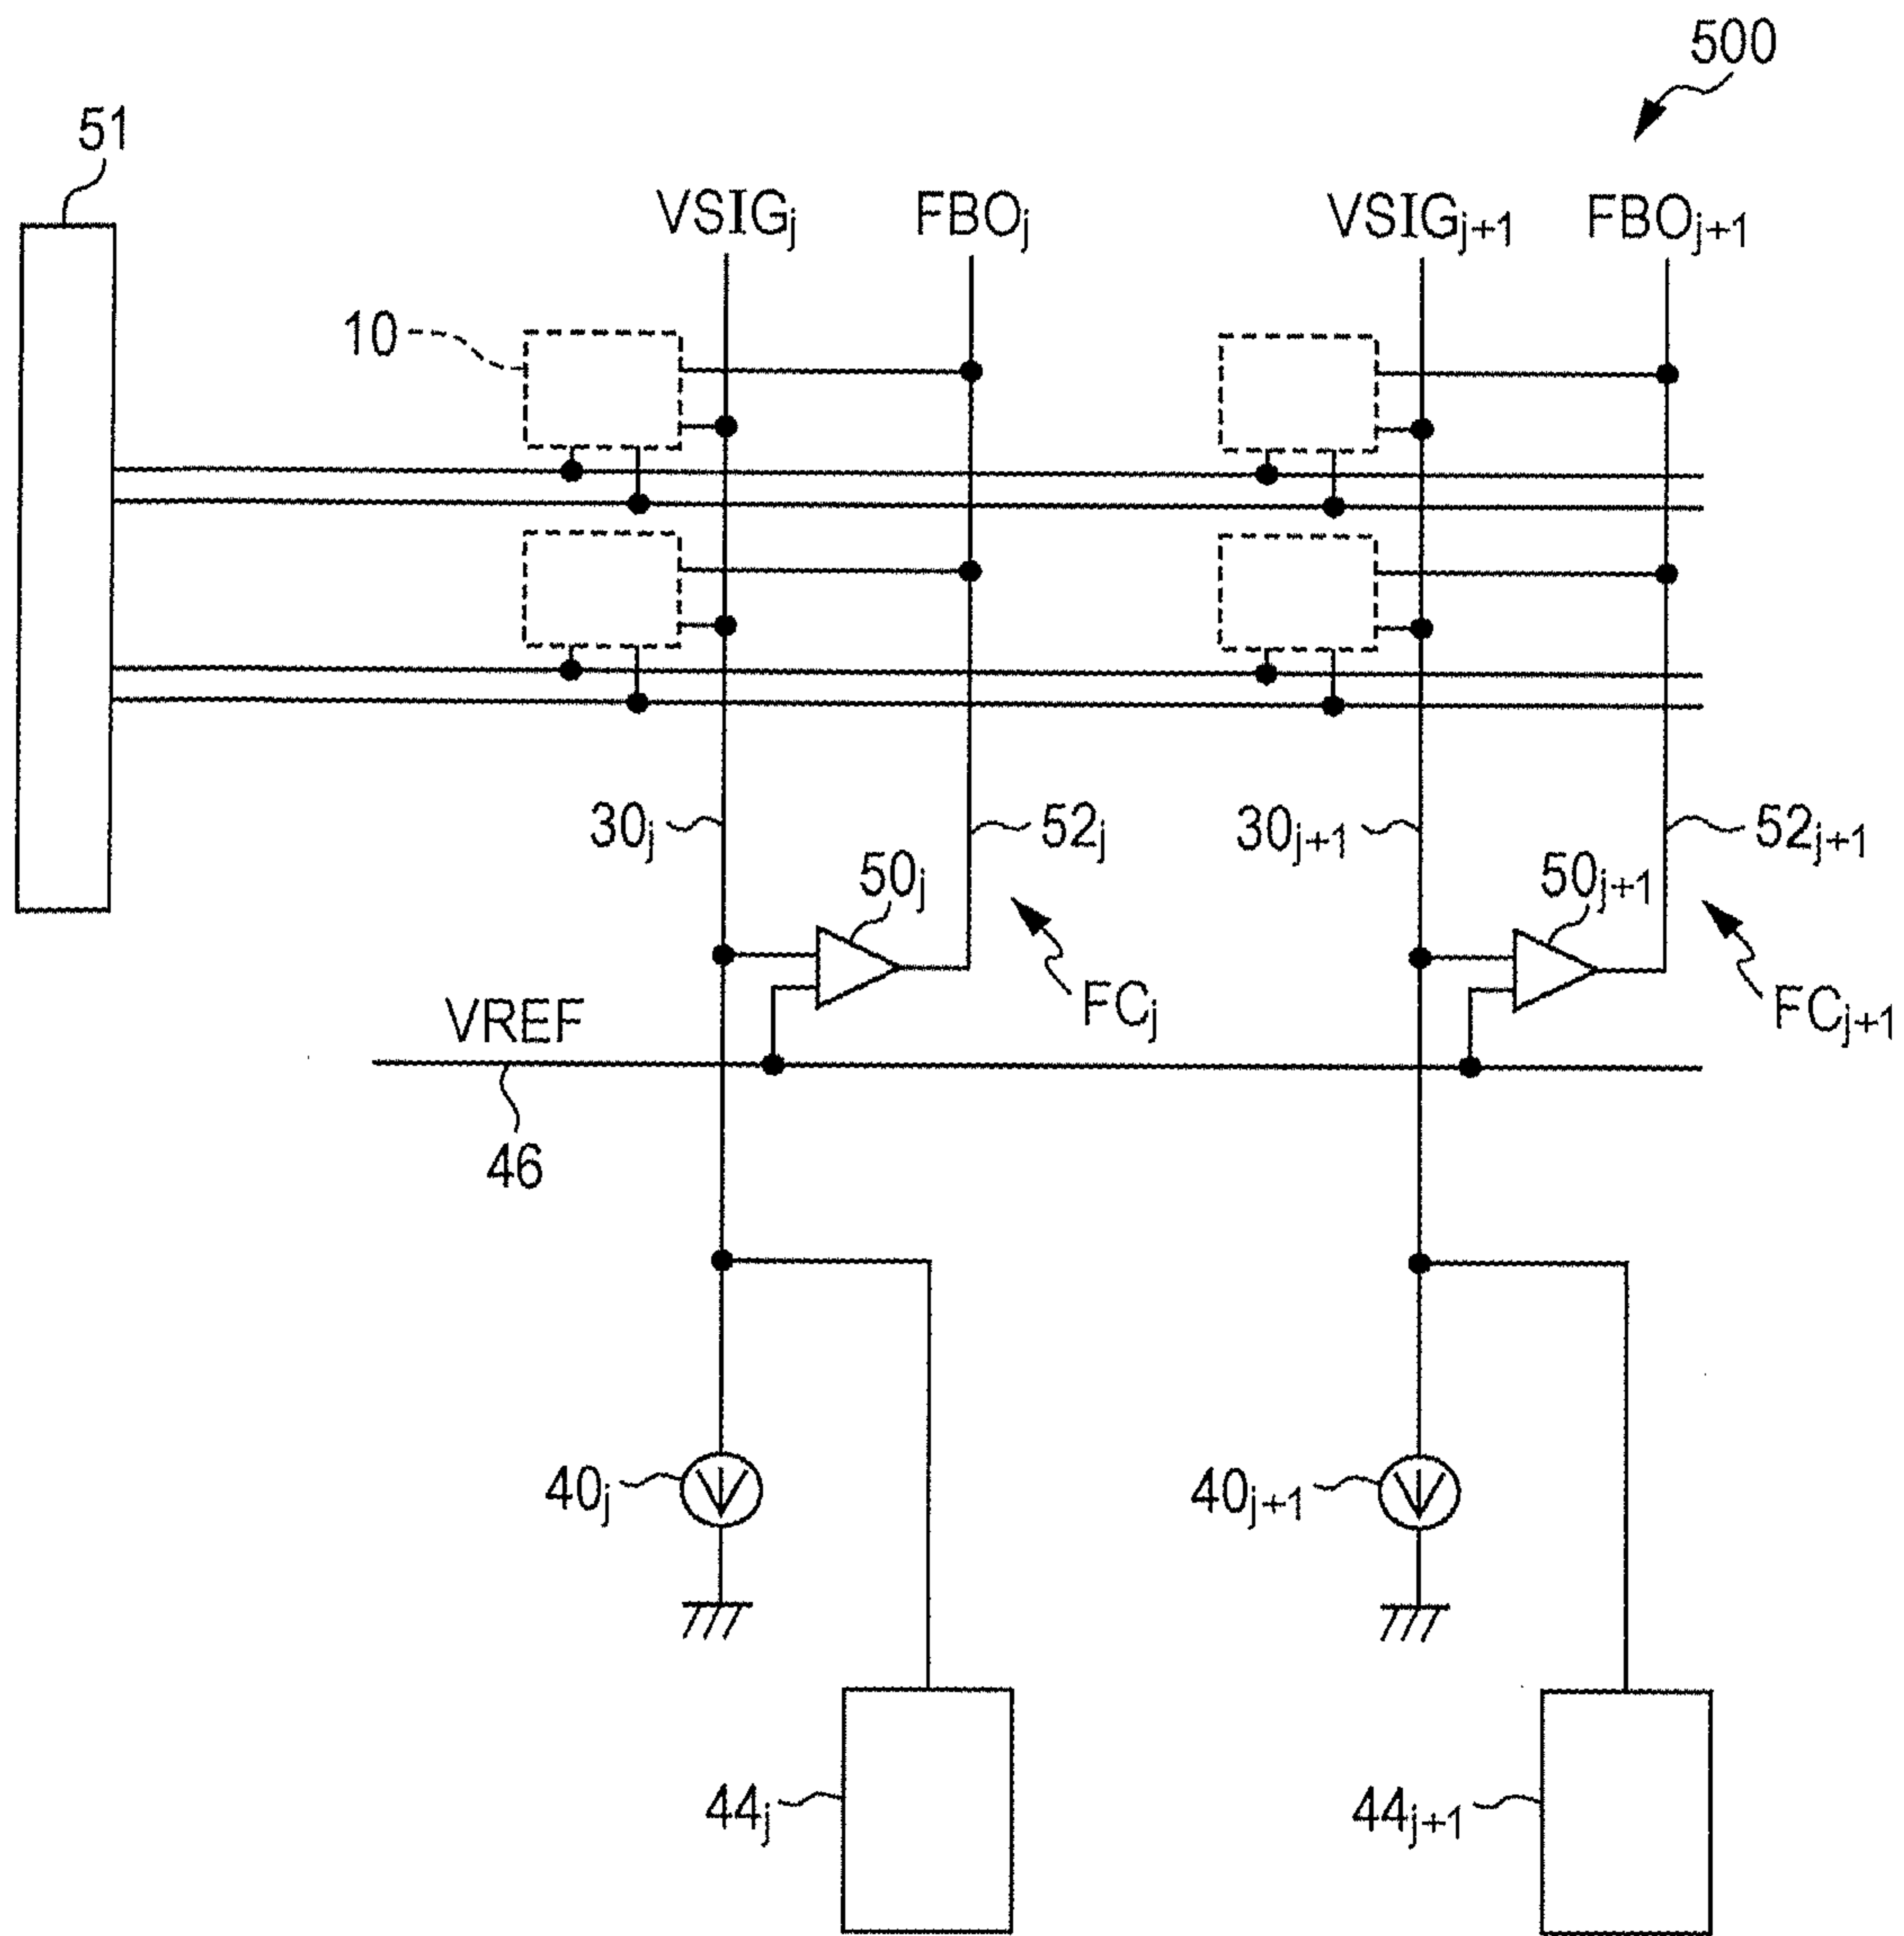 500
51
VSIGj FBOj VSIGj+1 FBOj+1
10
30j 52j 30j+1 52j+1
50j 50j+1
VREF FCj FCj+1
46
40j 40j+1
44j 44j+1